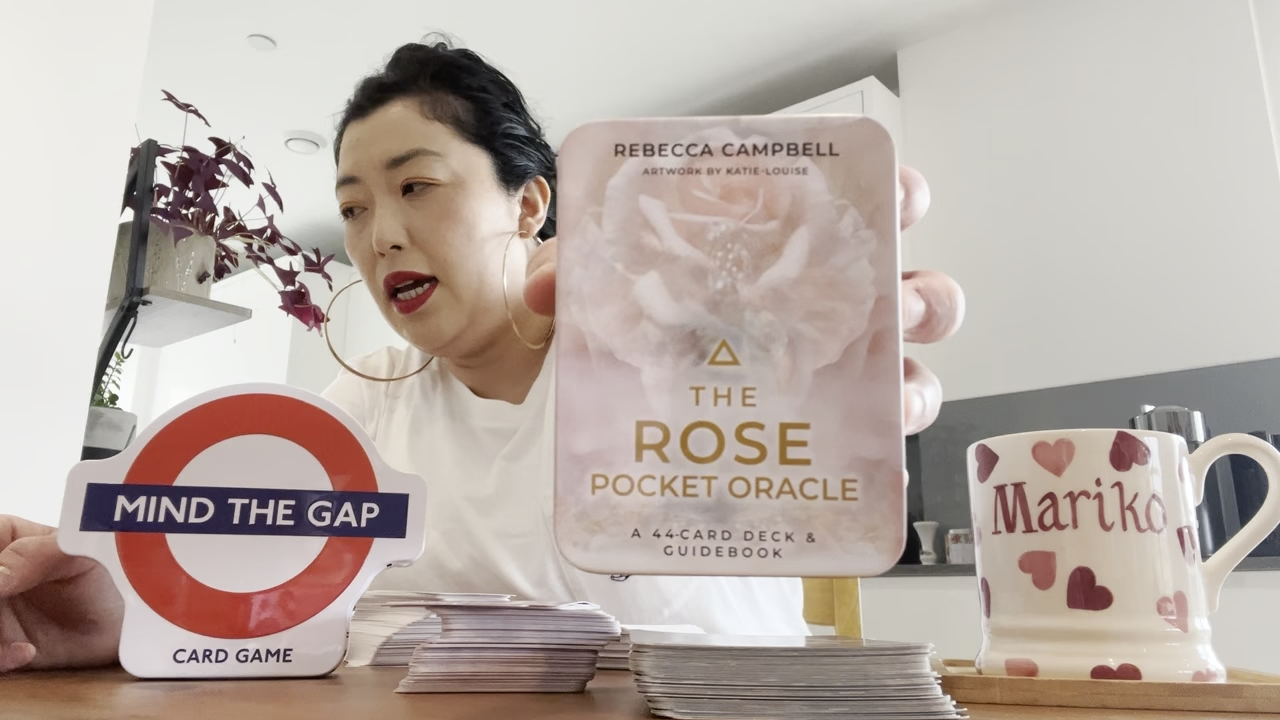 REBECCA CAMPBELL
ARTWORK BY KATIE-LOUISE
THE
ROSE
POCKET ORACLE
A 44-CARD DECK &
GUIDEBOOK
MIND THE GAP
CARD GAME
Mariko